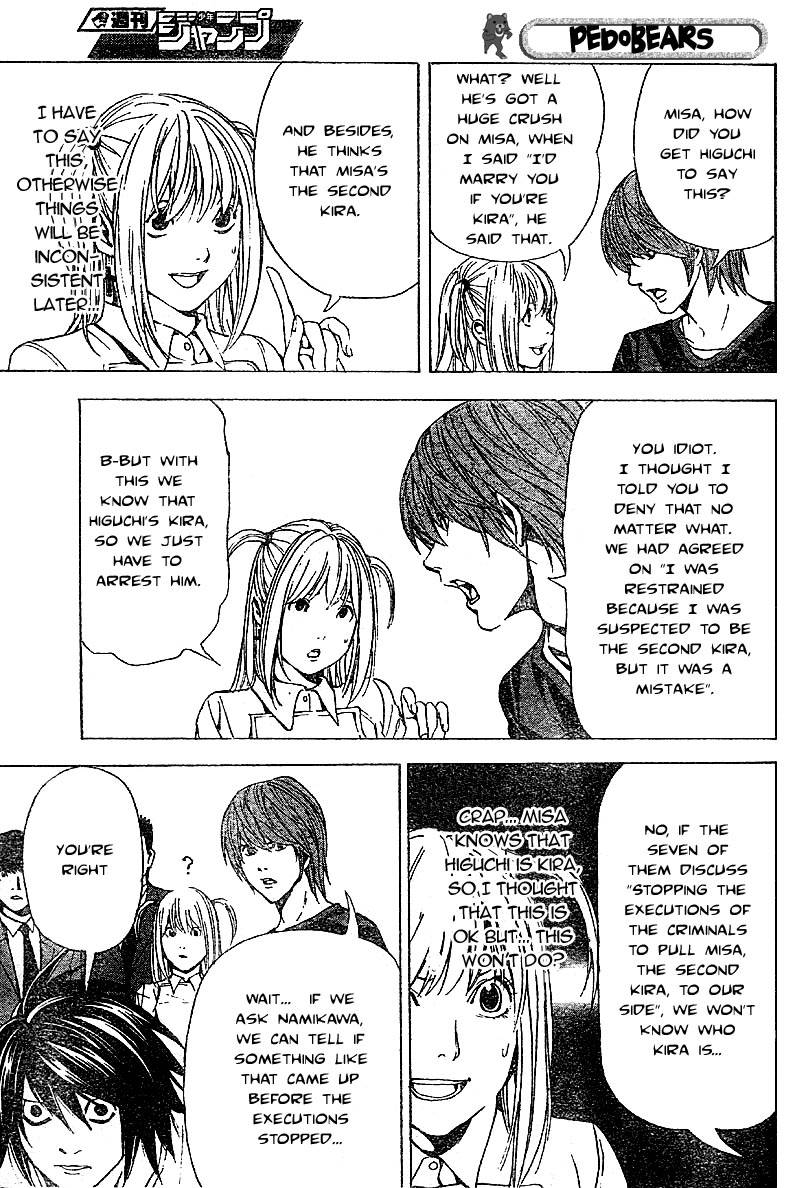 週刊
少年
ジャンプ
PEDOBEARS
MISA, HOW
DID YOU
GET HIGUCHI
TO SAY
THIS?
WHAT? WELL
HE'S GOT A
HUGE CRUSH
ON MISA, WHEN
I SAID "I'D
MARRY YOU
IF YOU'RE
KIRA", HE
SAID THAT.
AND BESIDES,
HE THINKS
THAT MISA'S
THE SECOND
KIRA.
I HAVE
TO SAY
THIS,
OTHERWISE
THINGS
WILL BE
INCON-
SISTENT
LATER...
YOU IDIOT.
I THOUGHT I
TOLD YOU TO
DENY THAT NO
MATTER WHAT.
WE HAD AGREED
ON "I WAS
RESTRAINED
BECAUSE I WAS
SUSPECTED TO BE
THE SECOND KIRA,
BUT IT WAS A
MISTAKE".
B-BUT WITH
THIS WE
KNOW THAT
HIGUCHI'S KIRA,
SO WE JUST
HAVE TO
ARREST HIM.
NO, IF THE
SEVEN OF
THEM DISCUSS
"STOPPING THE
EXECUTIONS OF
THE CRIMINALS
TO PULL MISA,
THE SECOND
KIRA, TO OUR
SIDE", WE WON'T
KNOW WHO
KIRA IS...
CRAP... MISA
KNOWS THAT
HIGUCHI IS KIRA,
SO I THOUGHT
THAT THIS IS
OK BUT... THIS
WON'T DO?
?
WAIT... IF WE
ASK NAMIKAWA,
WE CAN TELL IF
SOMETHING LIKE
THAT CAME UP
BEFORE THE
EXECUTIONS
STOPPED...
YOU'RE
RIGHT